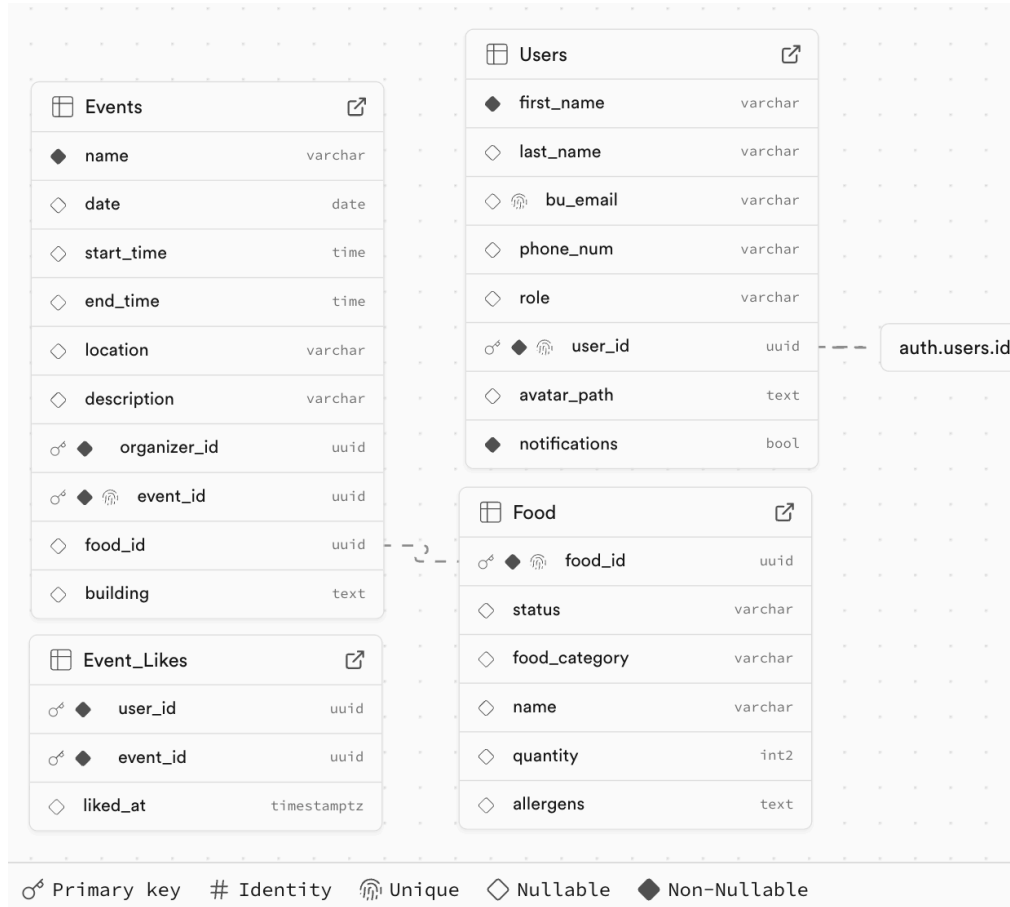 Events
name varchar
date date
start_time time
end_time time
location varchar
description varchar
organizer_id uuid
event_id uuid
food_id uuid
building text
Event_Likes
user_id uuid
event_id uuid
liked_at timestamptz
Users
first_name varchar
last_name varchar
bu_email varchar
phone_num varchar
role varchar
user_id uuid
avatar_path text
notifications bool
auth.users.id
Food
food_id uuid
status varchar
food_category varchar
name varchar
quantity int2
allergens text
Primary key # Identity Unique Nullable Non-Nullable